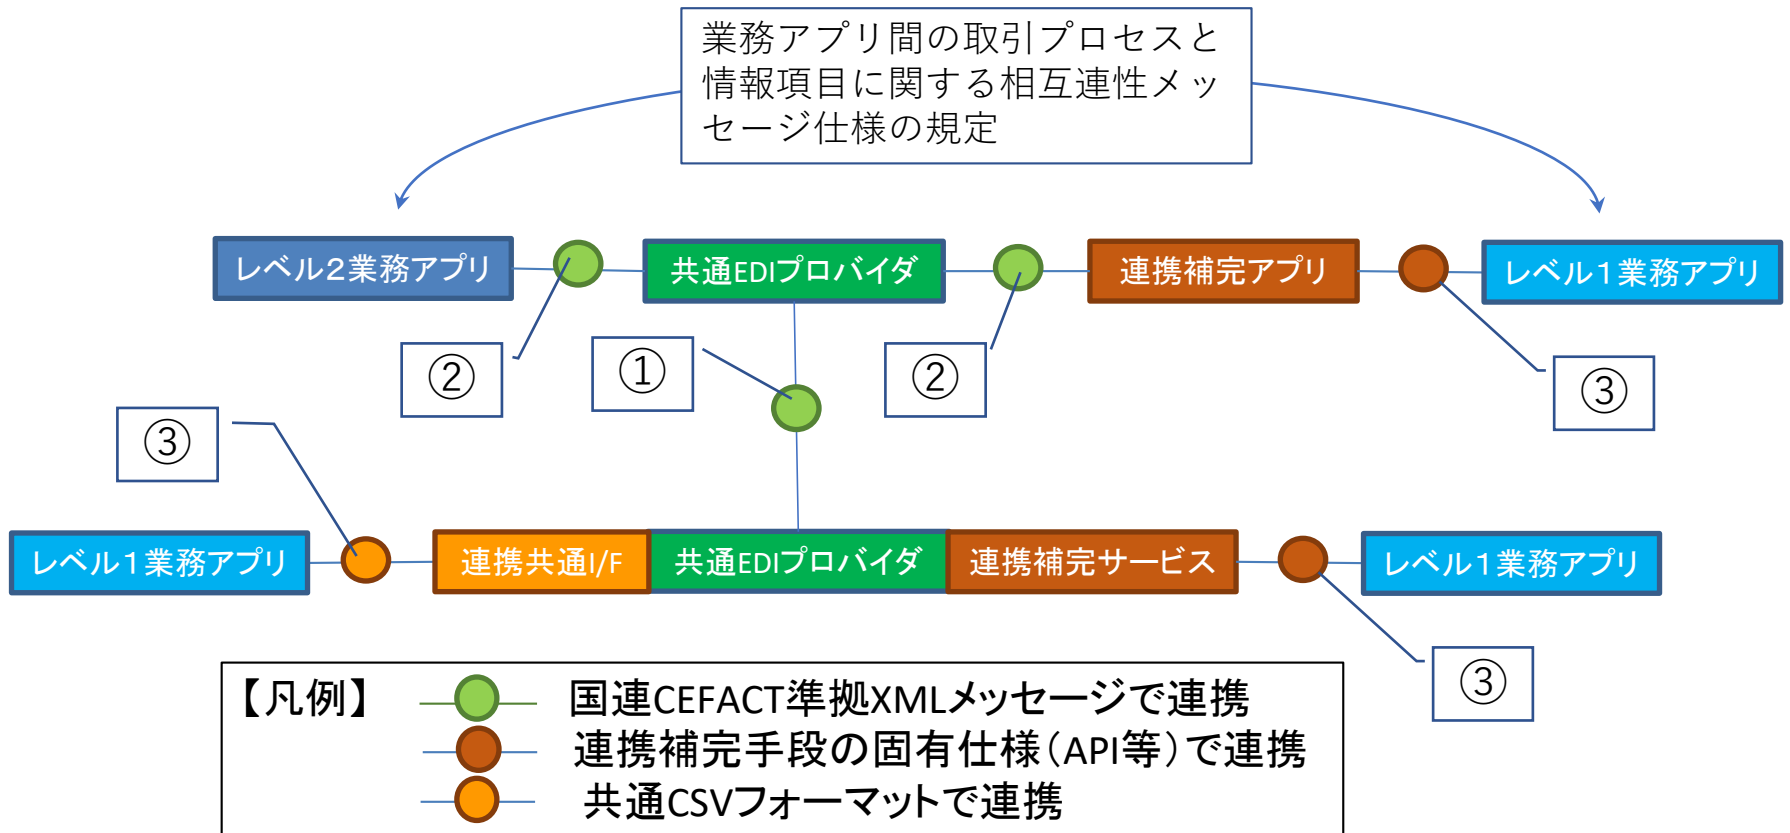 業務アプリ間の取引プロセスと
情報項目に関する相互連性メッ
セージ仕様の規定
レベル２業務アプリ
共通EDIプロバイダ
連携補完アプリ
レベル１業務アプリ
②
①
②
③
③
レベル１業務アプリ
連携共通I/F
共通EDIプロバイダ
連携補完サービス
レベル１業務アプリ
③
【凡例】
国連CEFACT準拠XMLメッセージで連携
連携補完手段の固有仕様（API等）で連携
共通CSVフォーマットで連携